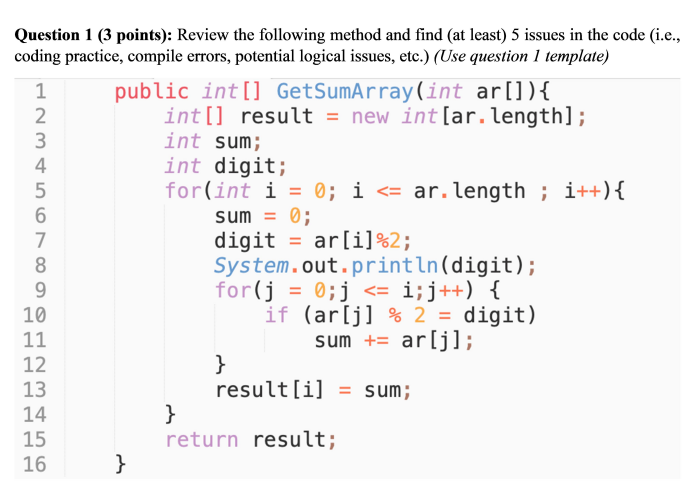 Question 1 (3 points): Review the following method and find (at least) 5 issues in the code (i.e.,
coding practice, compile errors, potential logical issues, etc.) (Use question 1 template)
1 public int[] GetSumArray(int ar[]){
2 int[] result = new int[ar.length];
3 int sum;
4 int digit;
5 for(int i = 0; i <= ar.length ; i++){
6 sum = 0;
7 digit = ar[i]%2;
8 System.out.println(digit);
9 for(j = 0;j <= i;j++) {
10 if (ar[j] % 2 = digit)
11 sum += ar[j];
12 }
13 result[i] = sum;
14 }
15 return result;
16 }